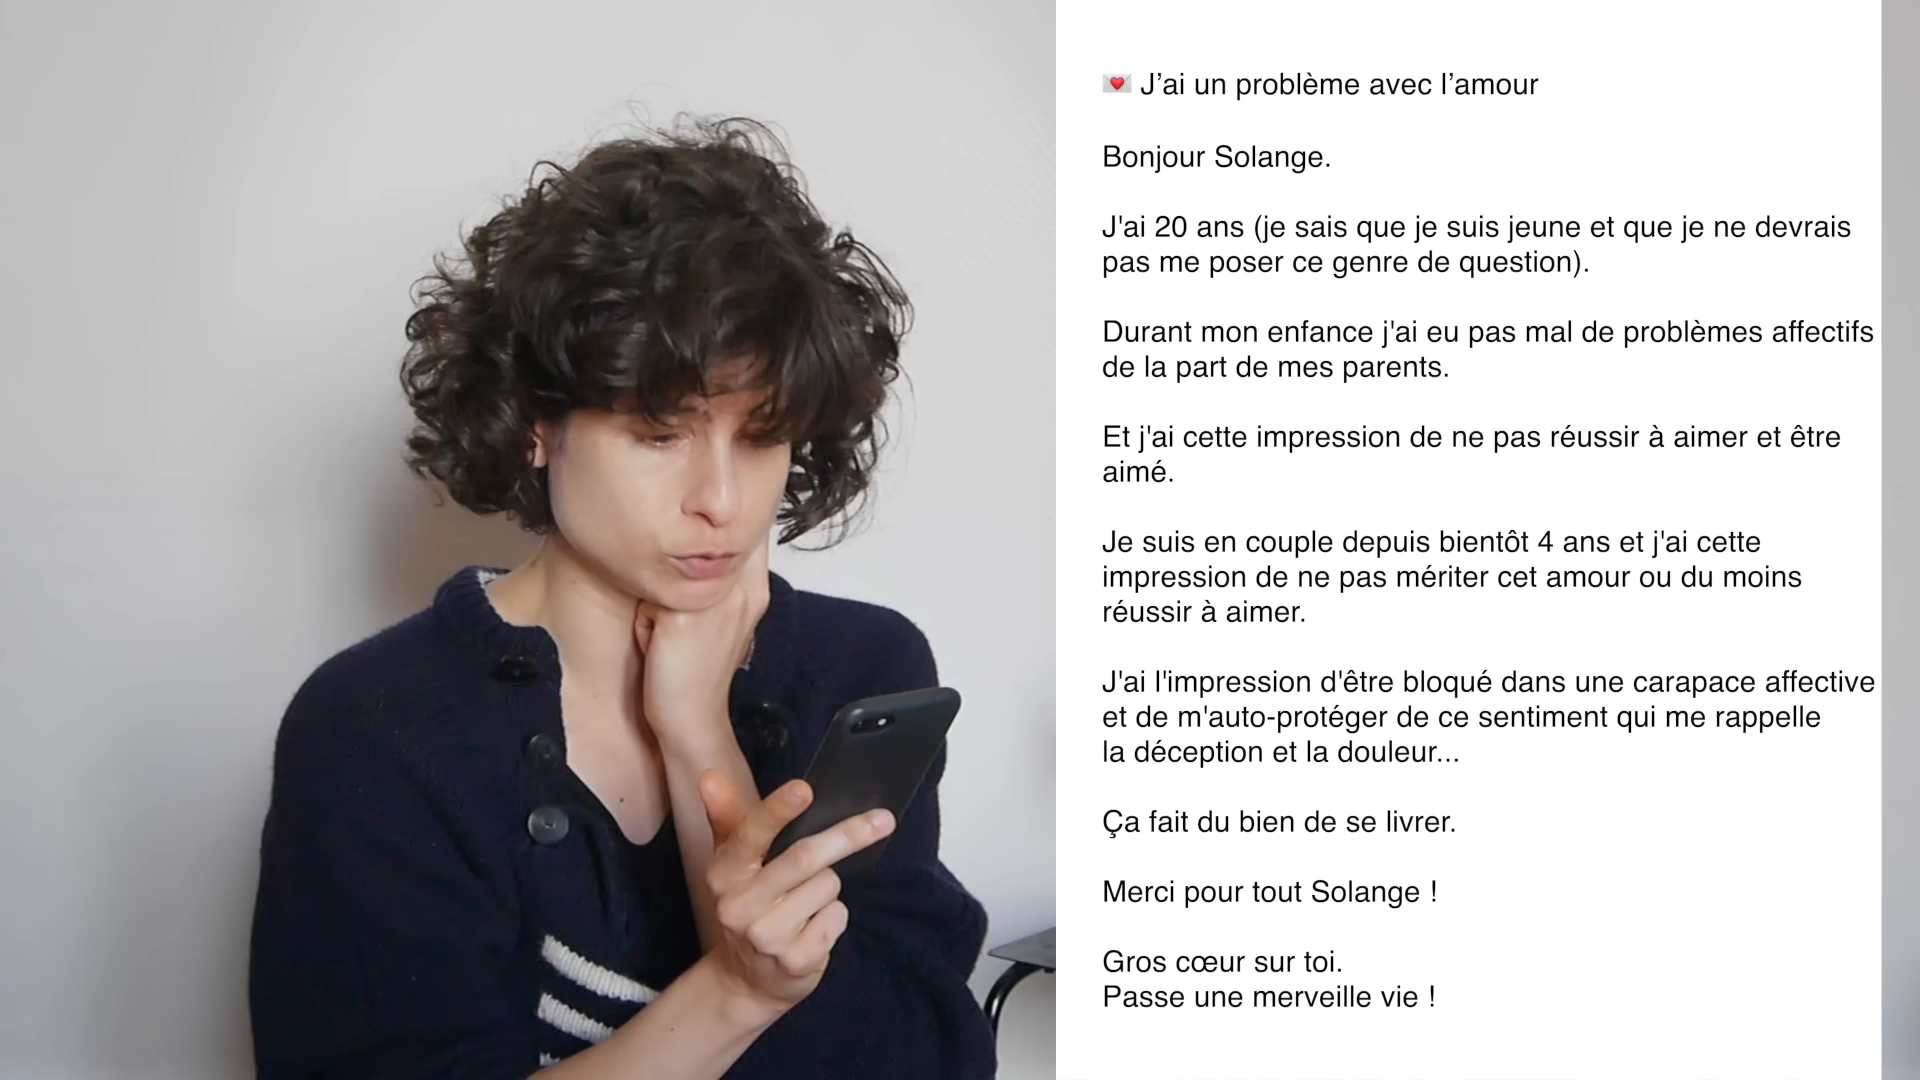 💌 J’ai un problème avec l’amour
Bonjour Solange.
J'ai 20 ans (je sais que je suis jeune et que je ne devrais
pas me poser ce genre de question).
Durant mon enfance j'ai eu pas mal de problèmes affectifs
de la part de mes parents.
Et j'ai cette impression de ne pas réussir à aimer et être
aimé.
Je suis en couple depuis bientôt 4 ans et j'ai cette
impression de ne pas mériter cet amour ou du moins
réussir à aimer.
J'ai l'impression d'être bloqué dans une carapace affective
et de m'auto-protéger de ce sentiment qui me rappelle
la déception et la douleur...
Ça fait du bien de se livrer.
Merci pour tout Solange !
Gros cœur sur toi.
Passe une merveille vie !